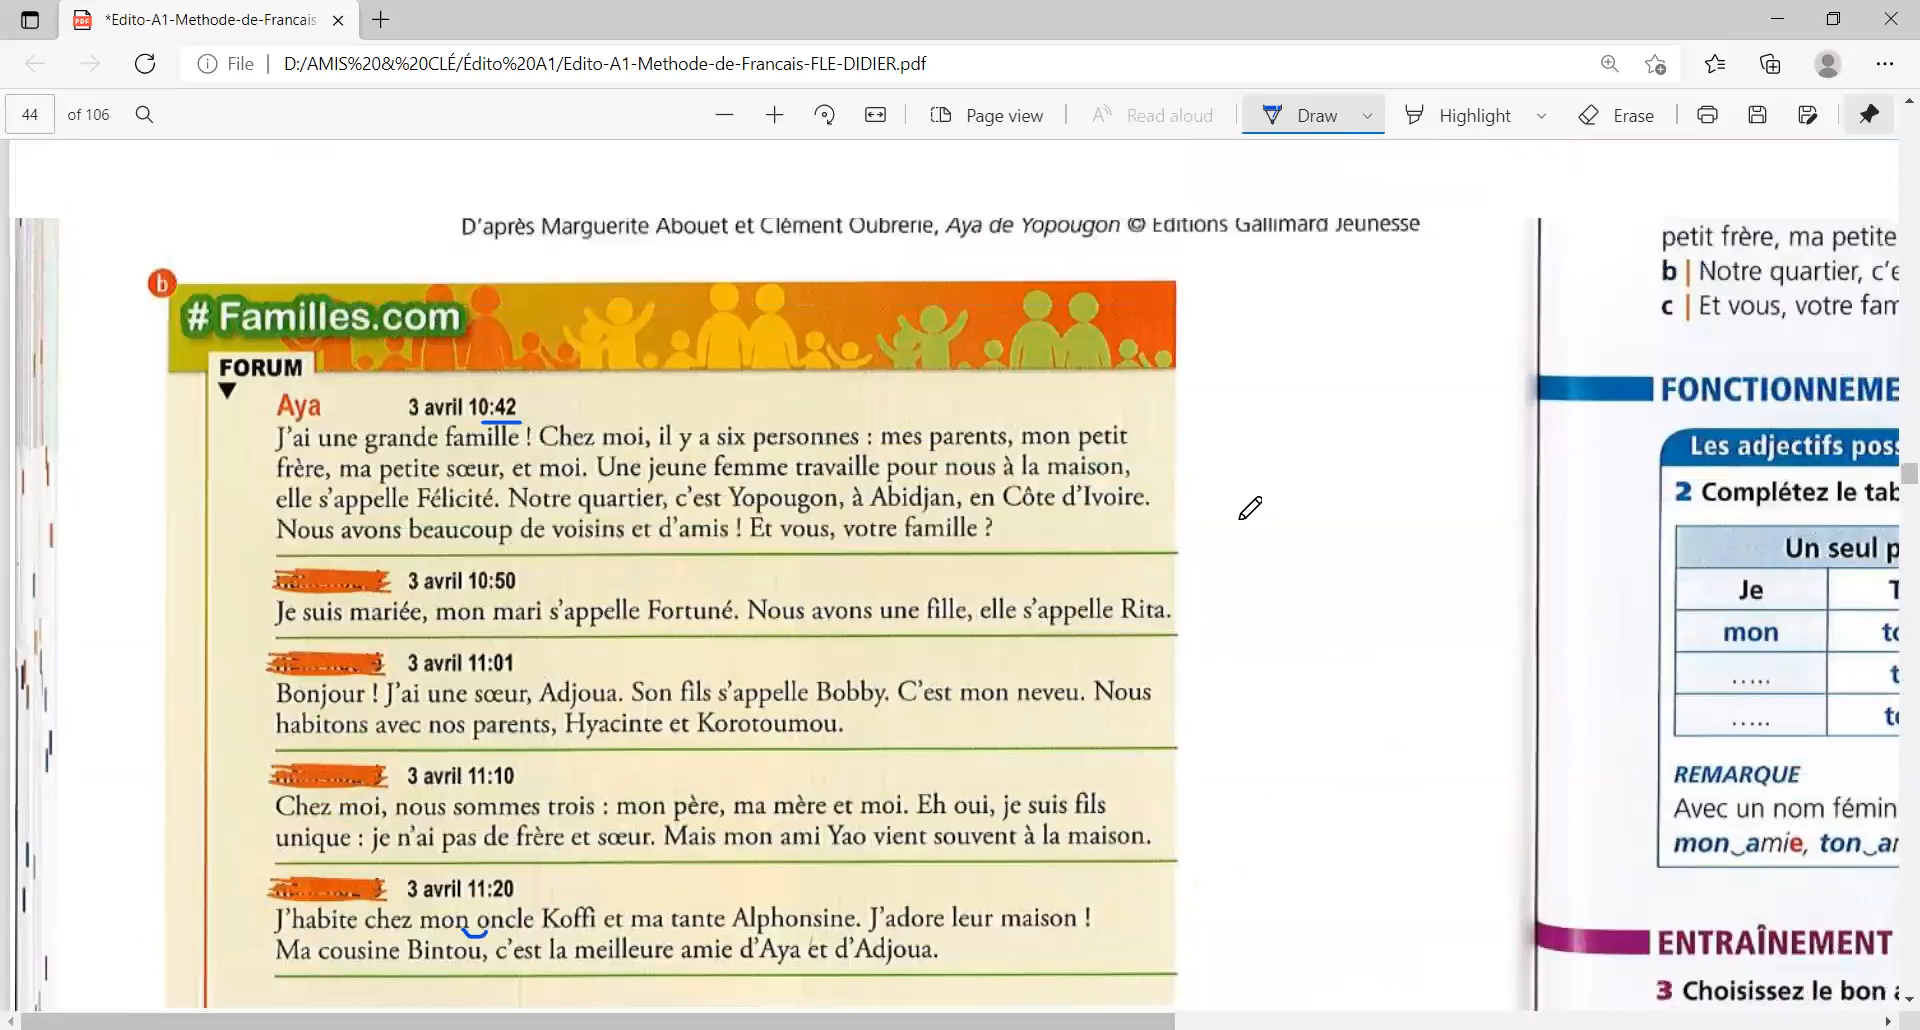 *Edito-A1-Methode-de-Francais
File
D:/AMIS%20&%20CLÉ/Édito%20A1/Edito-A1-Methode-de-Francais-FLE-DIDIER.pdf
44 of 106
Page view
Read aloud
Draw
Highlight
Erase
D'après Marguerite Abouet et Clément Oubrerie, Aya de Yopougon © Editions Gallimard Jeunesse
b
# Familles.com
FORUM
Aya 3 avril 10:42
J'ai une grande famille ! Chez moi, il y a six personnes : mes parents, mon petit
frère, ma petite sœur, et moi. Une jeune femme travaille pour nous à la maison,
elle s'appelle Félicité. Notre quartier, c'est Yopougon, à Abidjan, en Côte d'Ivoire.
Nous avons beaucoup de voisins et d'amis ! Et vous, votre famille ?
3 avril 10:50
Je suis mariée, mon mari s'appelle Fortuné. Nous avons une fille, elle s'appelle Rita.
3 avril 11:01
Bonjour ! J'ai une sœur, Adjoua. Son fils s'appelle Bobby. C'est mon neveu. Nous
habitons avec nos parents, Hyacinte et Korotoumou.
3 avril 11:10
Chez moi, nous sommes trois : mon père, ma mère et moi. Eh oui, je suis fils
unique : je n'ai pas de frère et sœur. Mais mon ami Yao vient souvent à la maison.
3 avril 11:20
J'habite chez mon oncle Koffi et ma tante Alphonsine. J'adore leur maison !
Ma cousine Bintou, c'est la meilleure amie d'Aya et d'Adjoua.
petit frère, ma petite
b | Notre quartier, c'e
c | Et vous, votre fam
FONCTIONNEME
Les adjectifs poss
2 Complétez le tab
Un seul p
Je T
mon to
..... t
..... to
REMARQUE
Avec un nom fémin
mon‿amie, ton‿ar
ENTRAÎNEMENT
3 Choisissez le bon a